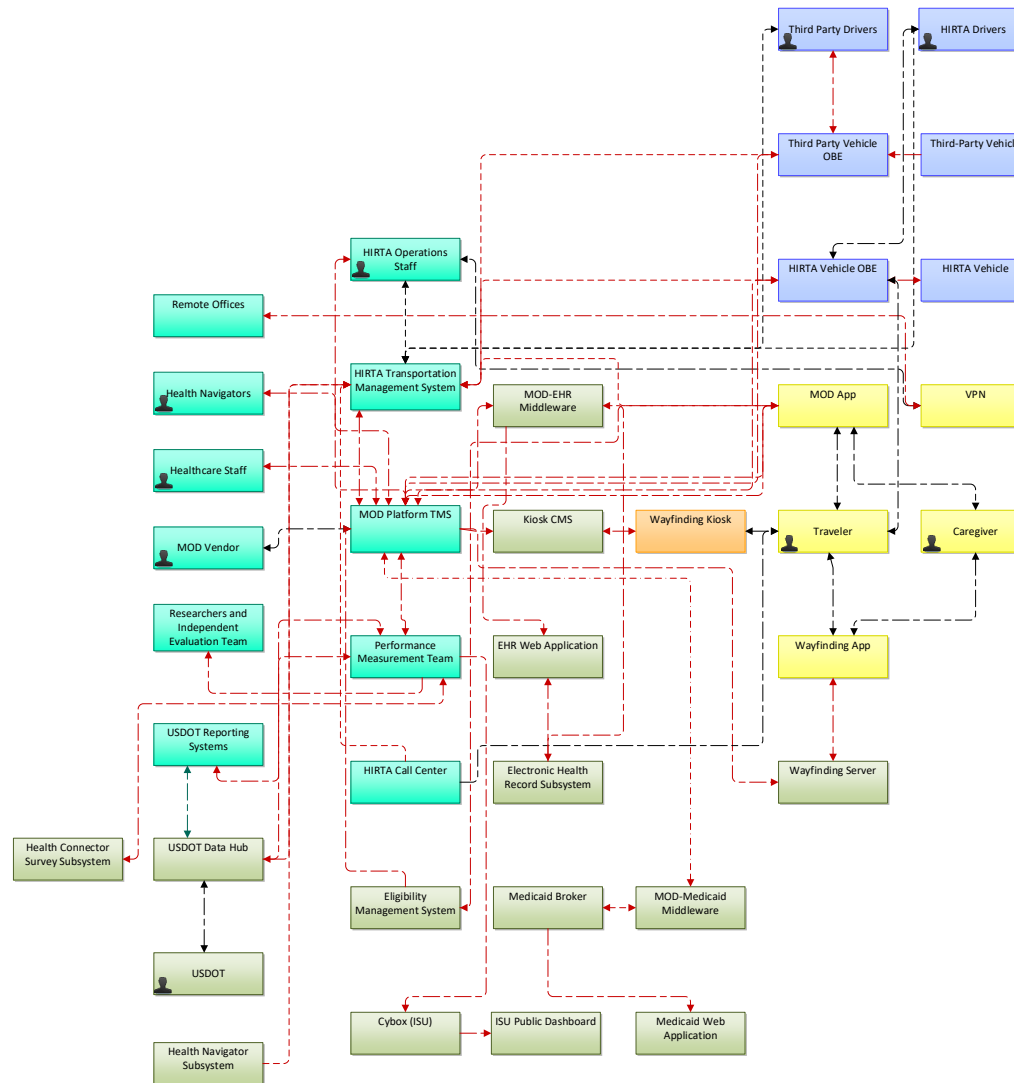 Third Party Drivers
HIRTA Drivers
Third Party Vehicle
OBE
Third-Party Vehicle
HIRTA Operations
Staff
HIRTA Vehicle OBE
HIRTA Vehicle
Remote Offices
HIRTA Transportation
Management System
Health Navigators
MOD-EHR
Middleware
MOD App
VPN
Healthcare Staff
MOD Platform TMS
Kiosk CMS
Wayfinding Kiosk
Traveler
Caregiver
MOD Vendor
Researchers and
Independent
Evaluation Team
Performance
Measurement Team
EHR Web Application
Wayfinding App
USDOT Reporting
Systems
HIRTA Call Center
Electronic Health
Record Subsystem
Wayfinding Server
Health Connector
Survey Subsystem
USDOT Data Hub
Eligibility
Management System
Medicaid Broker
MOD-Medicaid
Middleware
USDOT
Cybox (ISU)
ISU Public Dashboard
Medicaid Web
Application
Health Navigator
Subsystem